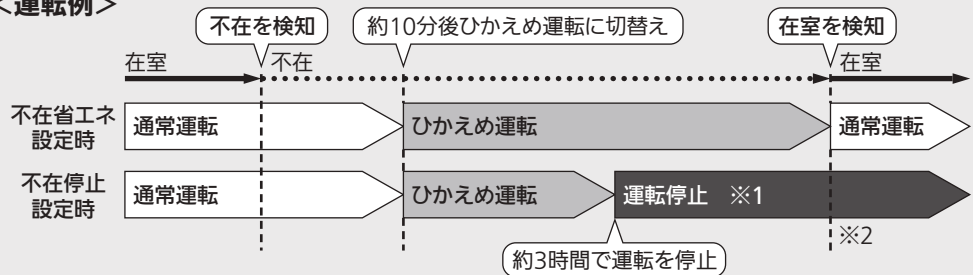 ＜運転例＞
不在を検知
約10分後ひかえめ運転に切替え
在室を検知
在室
不在
在室
不在省エネ
設定時
通常運転
ひかえめ運転
通常運転
不在停止
設定時
通常運転
ひかえめ運転
運転停止　※1
※2
約3時間で運転を停止